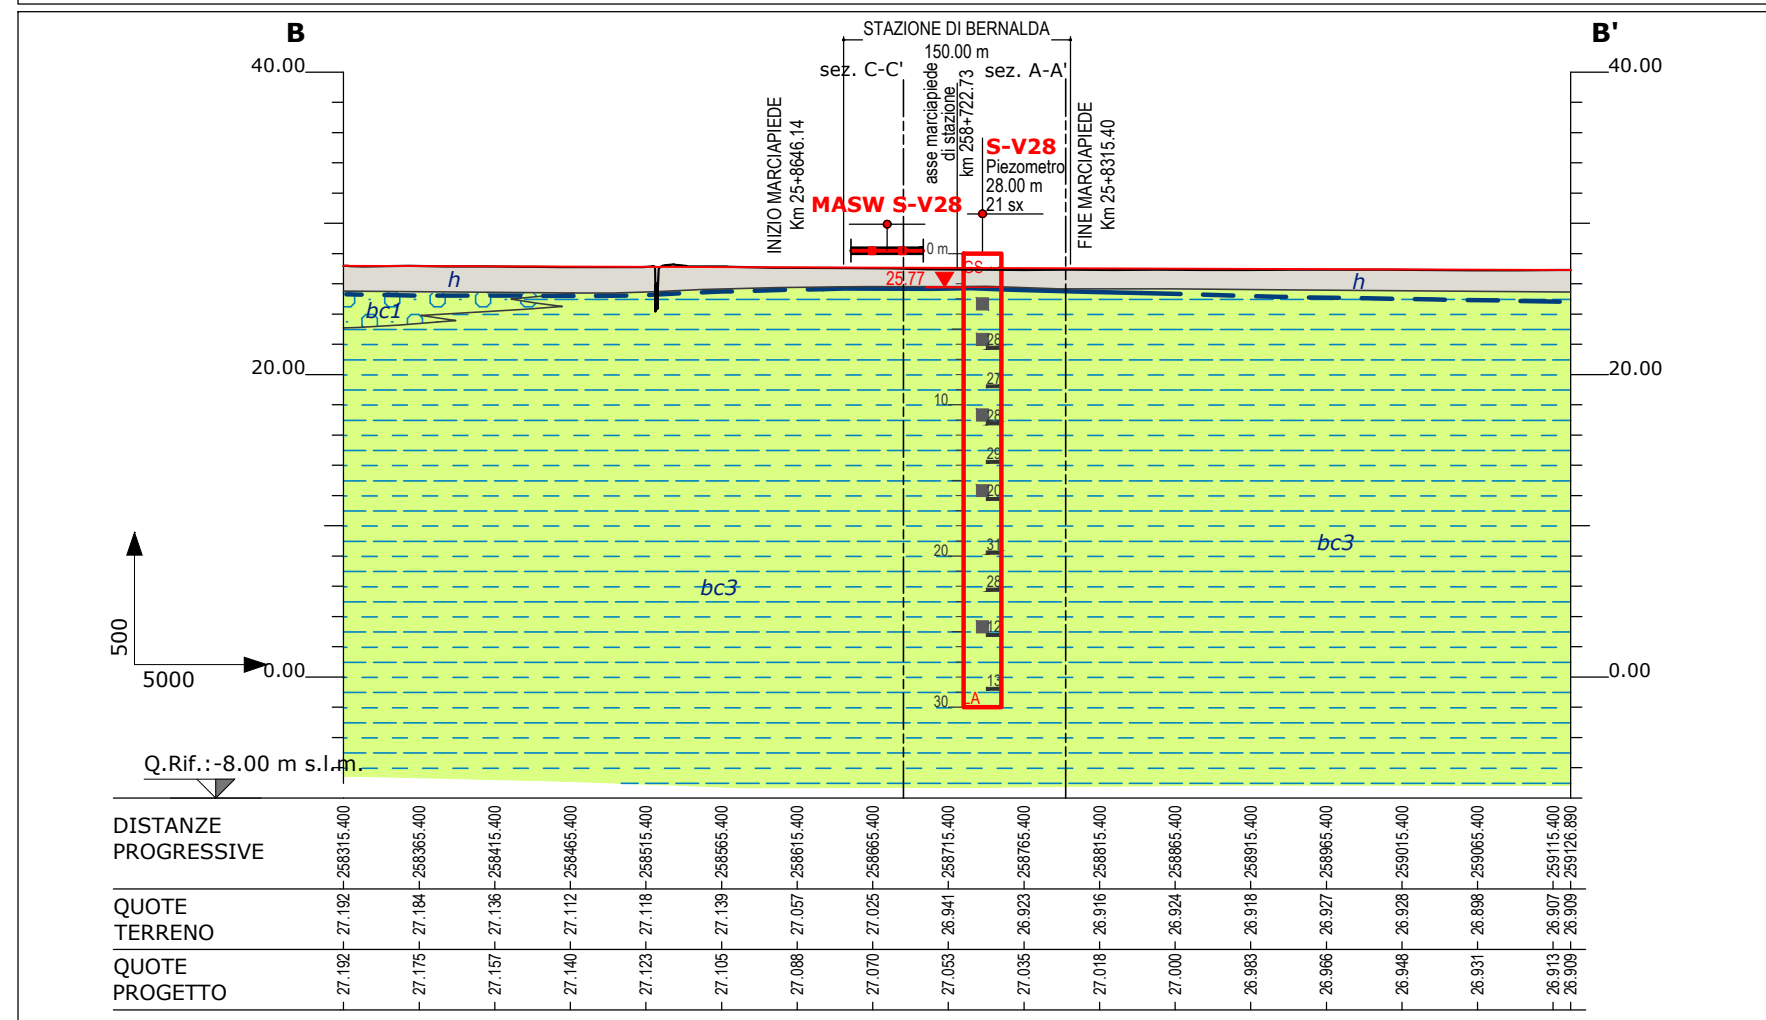 B
B'
STAZIONE DI BERNALDA
150.00 m
40.00
40.00
sez. C-C'
sez. A-A'
INIZIO MARCIAPIEDE
Km 25+8646.14
asse marciapiede
di stazione
km 258+722.73
FINE MARCIAPIEDE
Km 25+8315.40
S-V28
Piezometro
28.00 m
21 sx
MASW S-V28
0 m
CS
25.77
h
h
bc1
28
20.00
20.00
27
10
28
29
20
31
20
bc3
28
bc3
12
500
5000
0.00
0.00
13
30
LA
Q.Rif.:-8.00 m s.l.m.
DISTANZE
PROGRESSIVE
258315.400
258365.400
258415.400
258465.400
258515.400
258565.400
258615.400
258665.400
258715.400
258765.400
258815.400
258865.400
258915.400
258965.400
259015.400
259065.400
259115.400
259126.890
QUOTE
TERRENO
27.192
27.184
27.136
27.112
27.118
27.139
27.057
27.025
26.941
26.923
26.916
26.924
26.918
26.927
26.928
26.898
26.907
26.909
QUOTE
PROGETTO
27.192
27.175
27.157
27.140
27.123
27.105
27.088
27.070
27.053
27.035
27.018
27.000
26.983
26.966
26.948
26.931
26.913
26.909